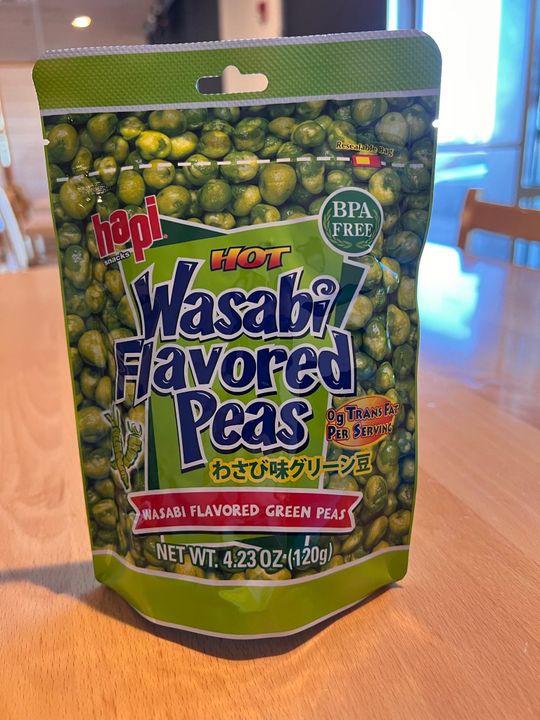 Resealable Bag
hapi
snacks
BPA
FREE
HOT
Wasabi
Flavored
Peas
0g Trans Fat
Per Serving
わさび味グリーン豆
WASABI FLAVORED GREEN PEAS
NET WT. 4.23 OZ (120g)